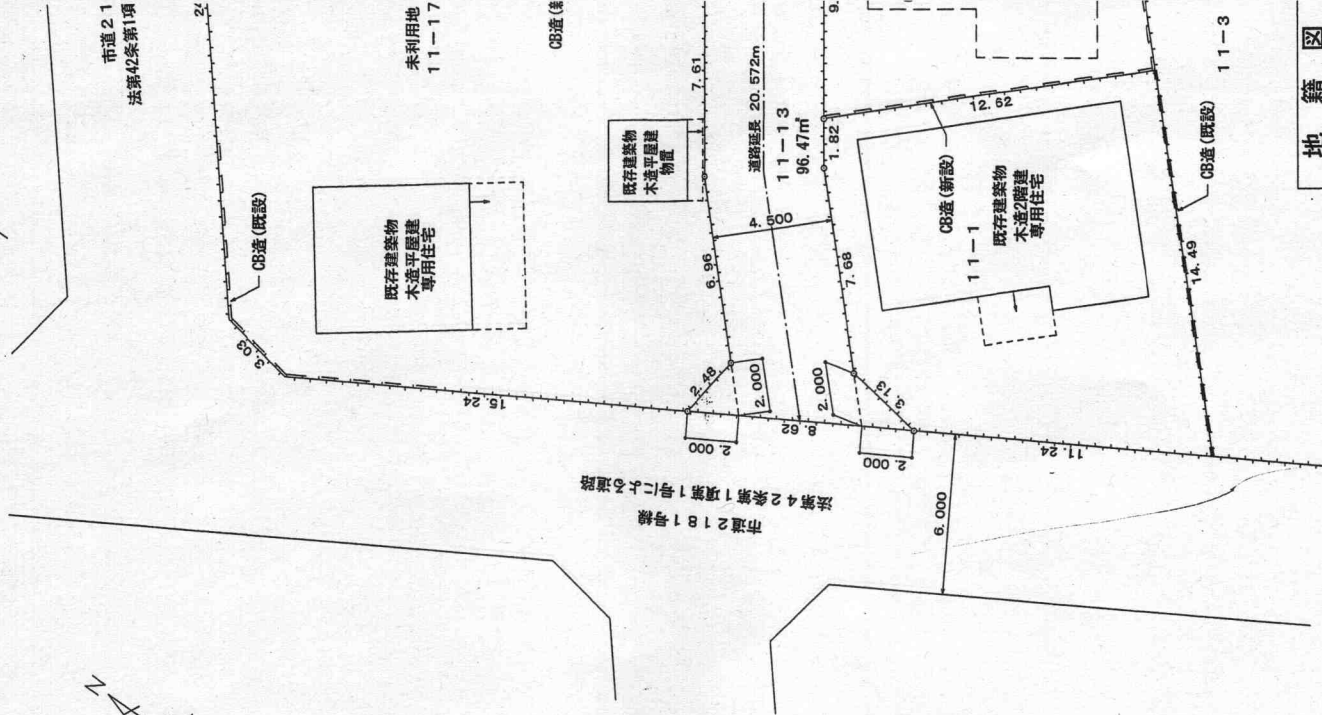 市道21
法第42条第1項
未利用地
11-17
7.61
CB造(既設)
3.03
既存建築物
木造平屋建
専用住宅
15.24
既存建築物
木造平屋建
物置
道路延長 20.572m
11-13
96.47㎡
1.82
12.62
11-3
CB造(既設)
地籍図
CB造(新設)
11-1
既存建築物
木造2階建
専用住宅
4.500
6.96
7.68
2.48
2.000
2.000
2.000
2.000
8.62
3.73
14.49
11.24
6.000
市道2181号線
法第42条第1項第1号による道路
N